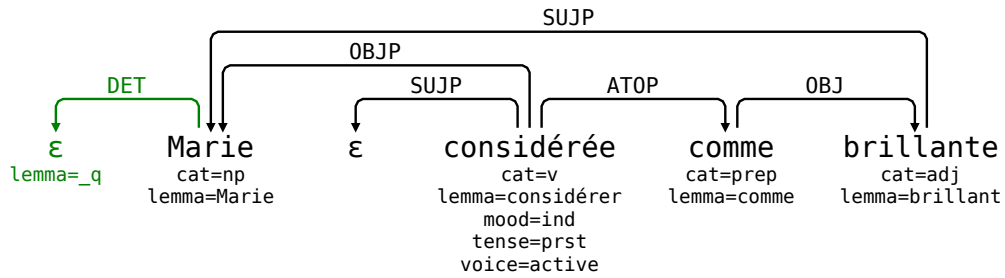 SUJP
OBJP
DET SUJP ATOP OBJ
ε Marie ε considérée comme brillante
lemma=_q cat=np cat=v cat=prep cat=adj
lemma=Marie lemma=considérer lemma=comme lemma=brillant
mood=ind
tense=prst
voice=active